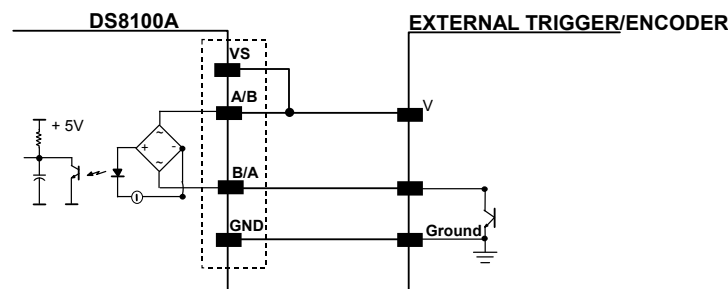 DS8100A
EXTERNAL TRIGGER/ENCODER
VS
A/B
V
+ 5V
+
~
-
~
B/A
I
GND
Ground